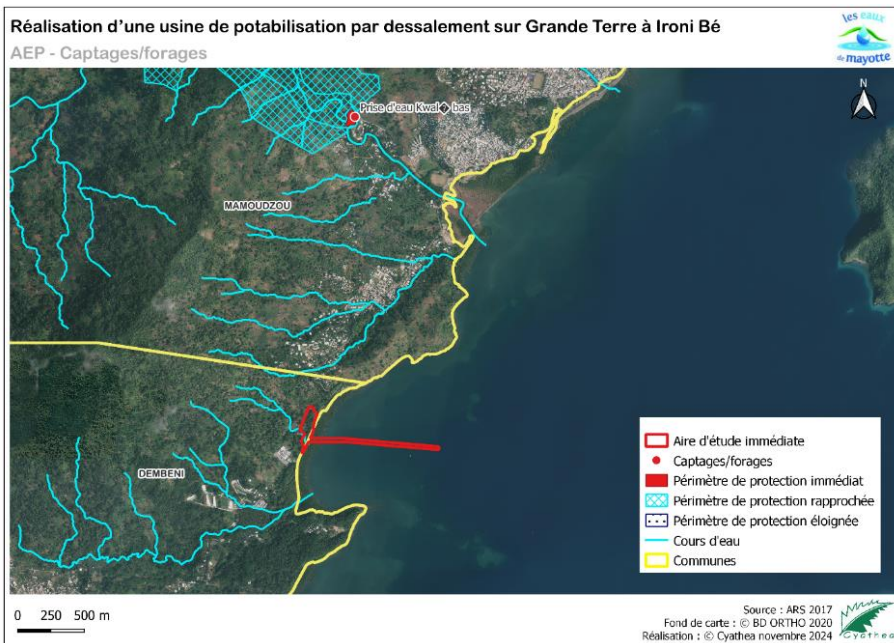 Réalisation d'une usine de potabilisation par dessalement sur Grande Terre à Ironi Bé
AEP - Captages/forages
les eaux
de mayotte
N
Prise d'eau Kwal� bas
MAMOUDZOU
DEMBENI
Aire d'étude immédiate
Captages/forages
Périmètre de protection immédiat
Périmètre de protection rapprochée
Périmètre de protection éloignée
Cours d'eau
Communes
0 250 500 m
Source : ARS 2017
Fond de carte : © BD ORTHO 2020
Réalisation : © Cyathea novembre 2024
Cyathea